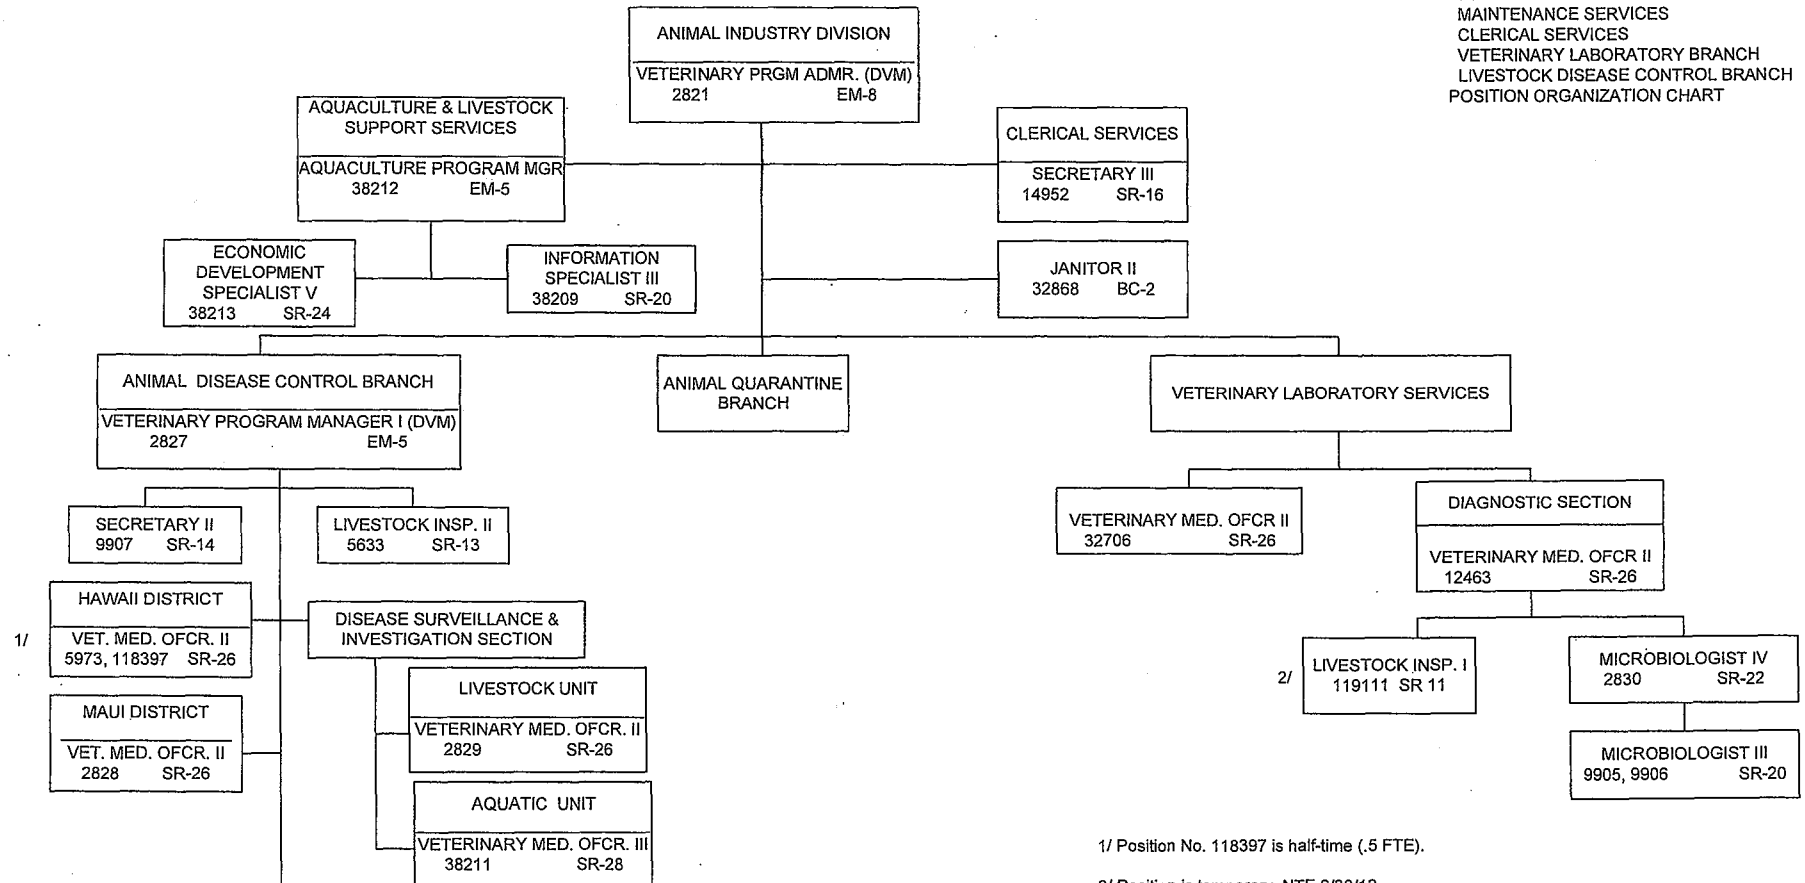 MAINTENANCE SERVICES
CLERICAL SERVICES
VETERINARY LABORATORY BRANCH
LIVESTOCK DISEASE CONTROL BRANCH
POSITION ORGANIZATION CHART
ANIMAL INDUSTRY DIVISION
VETERINARY PRGM ADMR. (DVM)
2821 EM-8
AQUACULTURE & LIVESTOCK
SUPPORT SERVICES
AQUACULTURE PROGRAM MGR
38212 EM-5
CLERICAL SERVICES
SECRETARY III
14952 SR-16
ECONOMIC
DEVELOPMENT
SPECIALIST V
38213 SR-24
INFORMATION
SPECIALIST III
38209 SR-20
JANITOR II
32868 BC-2
ANIMAL DISEASE CONTROL BRANCH
VETERINARY PROGRAM MANAGER I (DVM)
2827 EM-5
ANIMAL QUARANTINE
BRANCH
VETERINARY LABORATORY SERVICES
SECRETARY II
9907 SR-14
LIVESTOCK INSP. II
5633 SR-13
VETERINARY MED. OFCR II
32706 SR-26
DIAGNOSTIC SECTION
VETERINARY MED. OFCR II
12463 SR-26
1/
HAWAII DISTRICT
VET. MED. OFCR. II
5973, 118397 SR-26
DISEASE SURVEILLANCE &
INVESTIGATION SECTION
2/
LIVESTOCK INSP. I
119111 SR 11
MICROBIOLOGIST IV
2830 SR-22
MAUI DISTRICT
VET. MED. OFCR. II
2828 SR-26
LIVESTOCK UNIT
VETERINARY MED. OFCR. II
2829 SR-26
MICROBIOLOGIST III
9905, 9906 SR-20
AQUATIC UNIT
VETERINARY MED. OFCR. III
38211 SR-28
1/ Position No. 118397 is half-time (.5 FTE).